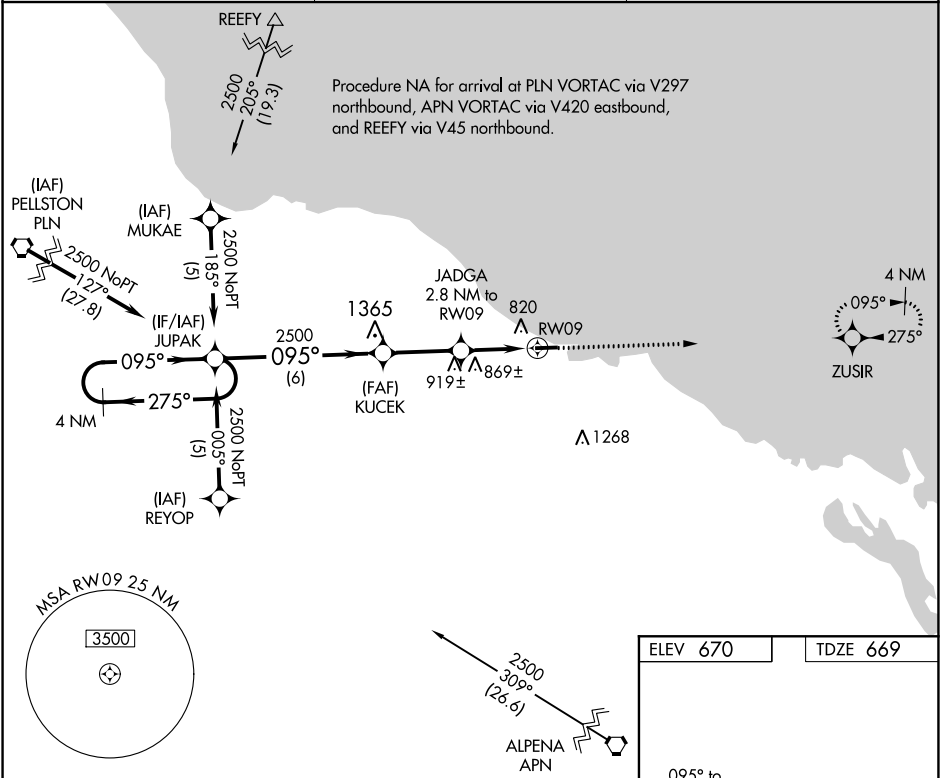 REEFY
2500
205°
(19.3)
Procedure NA for arrival at PLN VORTAC via V297
northbound, APN VORTAC via V420 eastbound,
and REEFY via V45 northbound.
(IAF)
PELLSTON
PLN
2500 NoPT
127°
(27.8)
(IAF)
MUKAE
2500 NoPT
185°
(5)
(IF/IAF)
JUPAK
095°
275°
4 NM
2500
095°
(6)
1365
(FAF)
KUCEK
JADGA
2.8 NM to
RW09
919±
869±
820
RW09
1268
4 NM
095°
275°
ZUSIR
2500 NoPT
005°
(5)
(IAF)
REYOP
MSA RW09 25 NM
3500
2500
309°
(26.6)
ALPENA
APN
ELEV 670
TDZE 669
095° to